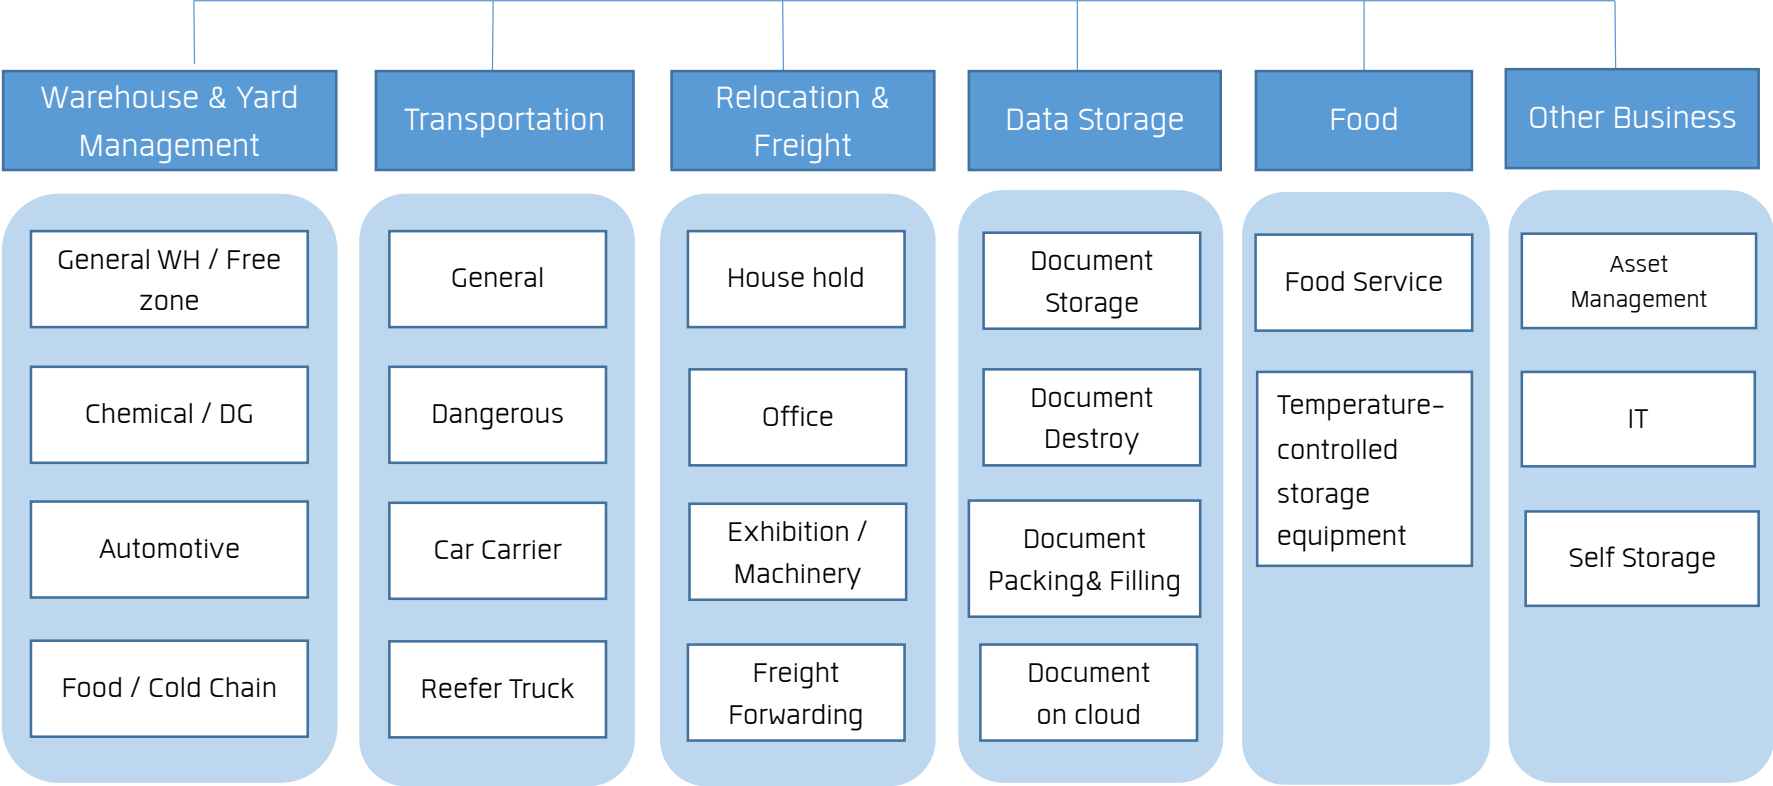 Warehouse & Yard
Management
Transportation
Relocation &
Freight
Data Storage
Food
Other Business
General WH / Free
zone
Chemical / DG
Automotive
Food / Cold Chain
General
Dangerous
Car Carrier
Reefer Truck
House hold
Office
Exhibition /
Machinery
Freight
Forwarding
Document
Storage
Document
Destroy
Document
Packing& Filling
Document
on cloud
Food Service
Temperature-
controlled
storage
equipment
Asset
Management
IT
Self Storage